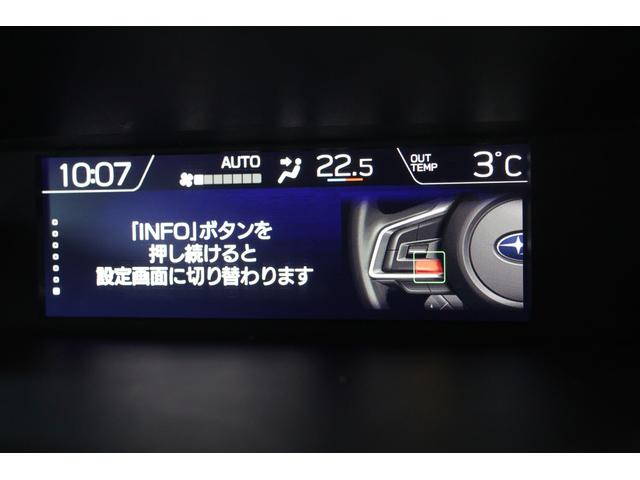 10:07
AUTO
22.5
OUT
TEMP
3°C
「INFO」ボタンを
押し続けると
設定画面に切り替わります